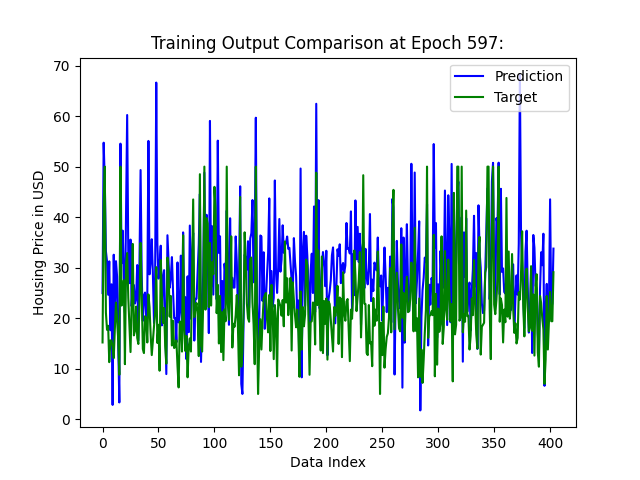 Training Output Comparison at Epoch 597:
Prediction
Target
Housing Price in USD
70
60
50
40
30
20
10
0
0 50 100 150 200 250 300 350 400
Data Index